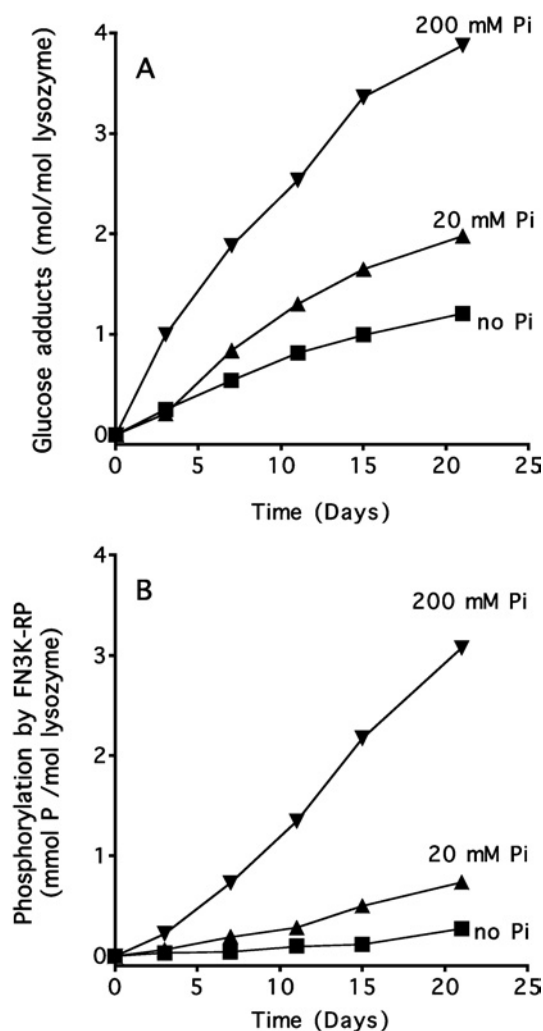 A
200 mM Pi
20 mM Pi
no Pi
Glucose adducts (mol/mol lysozyme)
4
3
2
1
0
0 5 10 15 20 25
Time (Days)
B
200 mM Pi
20 mM Pi
no Pi
Phosphorylation by FN3K-RP
(mmol P /mol lysozyme)
4
3
2
1
0
0 5 10 15 20 25
Time (Days)